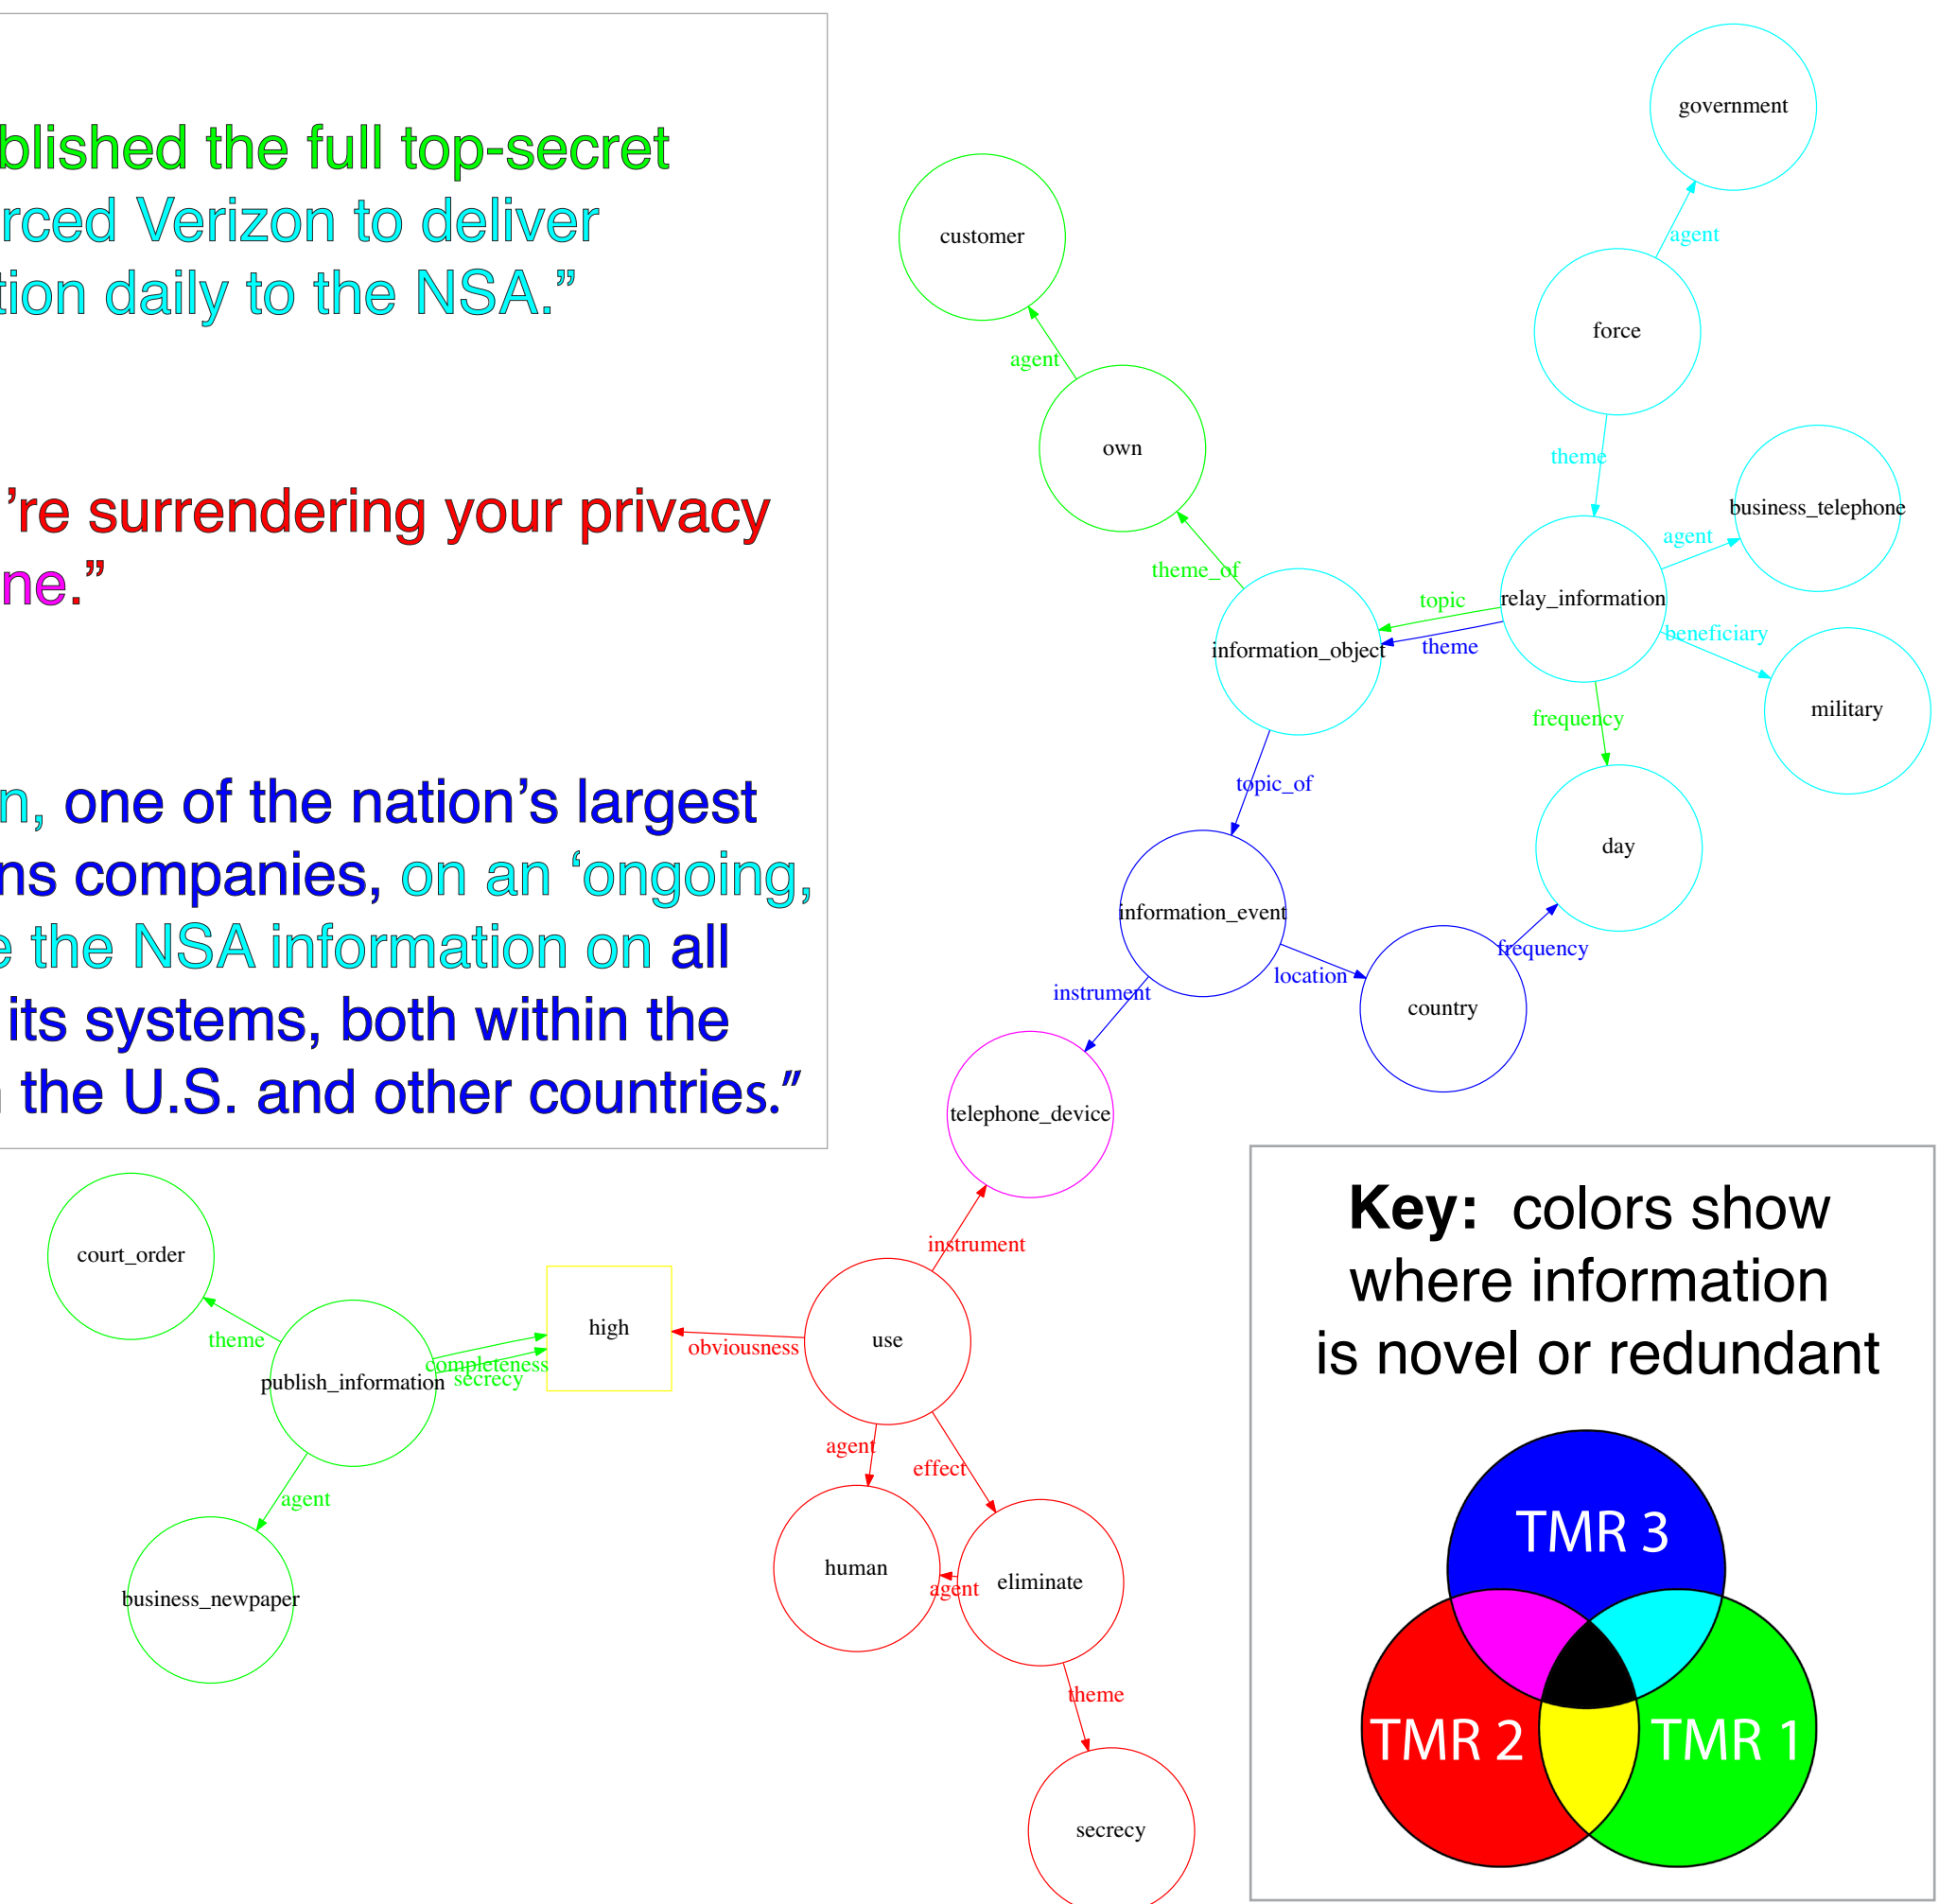 blished the full top-secret
rced Verizon to deliver
tion daily to the NSA.”
’re surrendering your privacy
ne.”
n, one of the nation’s largest
ns companies, on an ‘ongoing,
e the NSA information on all
its systems, both within the
the U.S. and other countries.”
government
agent
customer
force
agent
own
theme
business_telephone
agent
theme_of
topic
relay_information
beneficiary
information_object
theme
frequency
military
topic_of
day
information_event
frequency
location
instrument
country
telephone_device
instrument
court_order
high
use
theme
obviousness
completeness
publish_information
secrecy
agent
effect
agent
human
eliminate
agent
business_newpaper
theme
secrecy
Key: colors show
where information
is novel or redundant
TMR 3
TMR 2
TMR 1